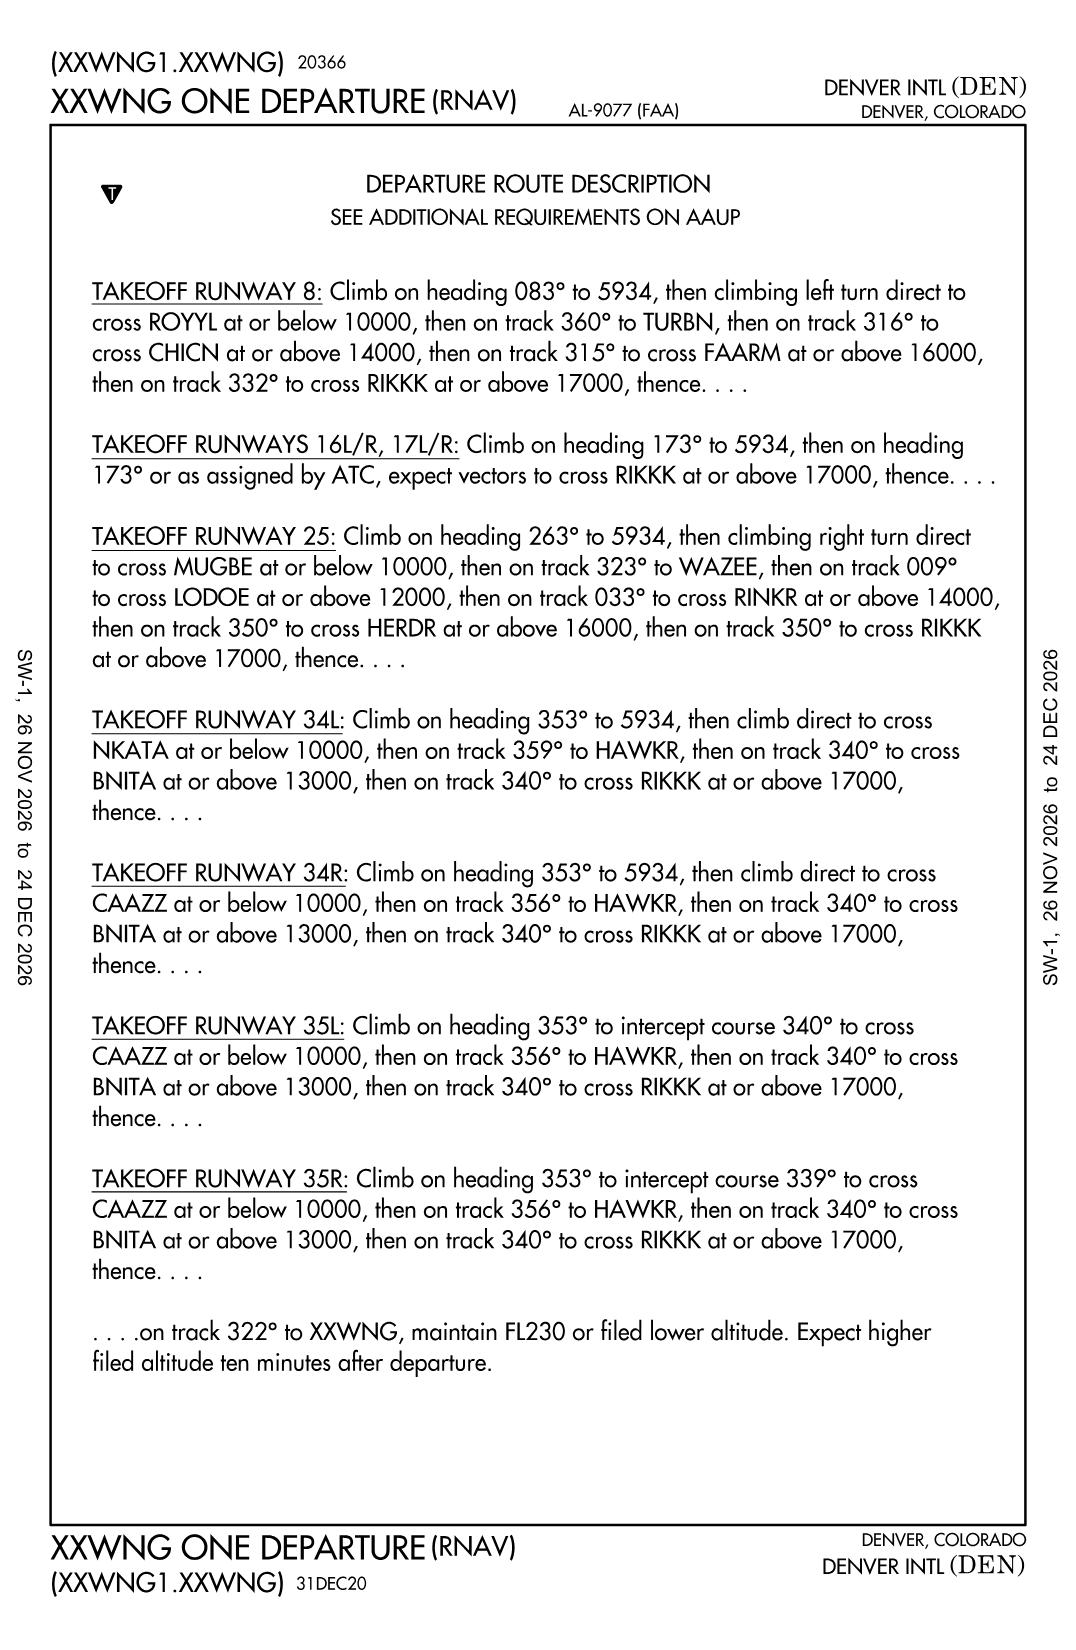 (XXWNG1.XXWNG) 20366
XXWNG ONE DEPARTURE (RNAV)
AL-9077 (FAA)
DENVER INTL (DEN)
DENVER, COLORADO
T
DEPARTURE ROUTE DESCRIPTION
SEE ADDITIONAL REQUIREMENTS ON AAUP
TAKEOFF RUNWAY 8: Climb on heading 083° to 5934, then climbing left turn direct to
cross ROYYL at or below 10000, then on track 360° to TURBN, then on track 316° to
cross CHICN at or above 14000, then on track 315° to cross FAARM at or above 16000,
then on track 332° to cross RIKKK at or above 17000, thence. . . .
TAKEOFF RUNWAYS 16L/R, 17L/R: Climb on heading 173° to 5934, then on heading
173° or as assigned by ATC, expect vectors to cross RIKKK at or above 17000, thence. . . .
TAKEOFF RUNWAY 25: Climb on heading 263° to 5934, then climbing right turn direct
to cross MUGBE at or below 10000, then on track 323° to WAZEE, then on track 009°
to cross LODOE at or above 12000, then on track 033° to cross RINKR at or above 14000,
then on track 350° to cross HERDR at or above 16000, then on track 350° to cross RIKKK
at or above 17000, thence. . . .
TAKEOFF RUNWAY 34L: Climb on heading 353° to 5934, then climb direct to cross
NKATA at or below 10000, then on track 359° to HAWKR, then on track 340° to cross
BNITA at or above 13000, then on track 340° to cross RIKKK at or above 17000,
thence. . . .
TAKEOFF RUNWAY 34R: Climb on heading 353° to 5934, then climb direct to cross
CAAZZ at or below 10000, then on track 356° to HAWKR, then on track 340° to cross
BNITA at or above 13000, then on track 340° to cross RIKKK at or above 17000,
thence. . . .
TAKEOFF RUNWAY 35L: Climb on heading 353° to intercept course 340° to cross
CAAZZ at or below 10000, then on track 356° to HAWKR, then on track 340° to cross
BNITA at or above 13000, then on track 340° to cross RIKKK at or above 17000,
thence. . . .
TAKEOFF RUNWAY 35R: Climb on heading 353° to intercept course 339° to cross
CAAZZ at or below 10000, then on track 356° to HAWKR, then on track 340° to cross
BNITA at or above 13000, then on track 340° to cross RIKKK at or above 17000,
thence. . . .
. . . .on track 322° to XXWNG, maintain FL230 or filed lower altitude. Expect higher
filed altitude ten minutes after departure.
SW-1, 26 NOV 2026 to 24 DEC 2026
SW-1, 26 NOV 2026 to 24 DEC 2026
XXWNG ONE DEPARTURE (RNAV)
(XXWNG1.XXWNG) 31DEC20
DENVER, COLORADO
DENVER INTL (DEN)